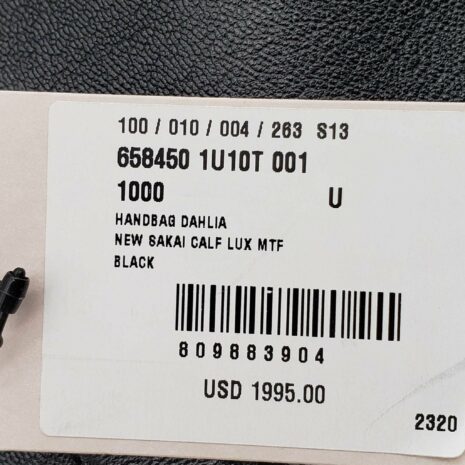 100 / 010 / 004 / 263 S13
658450 1U10T 001
1000 U
HANDBAG DAHLIA
NEW SAKAI CALF LUX MTF
BLACK
809883904
USD 1995.00
2320